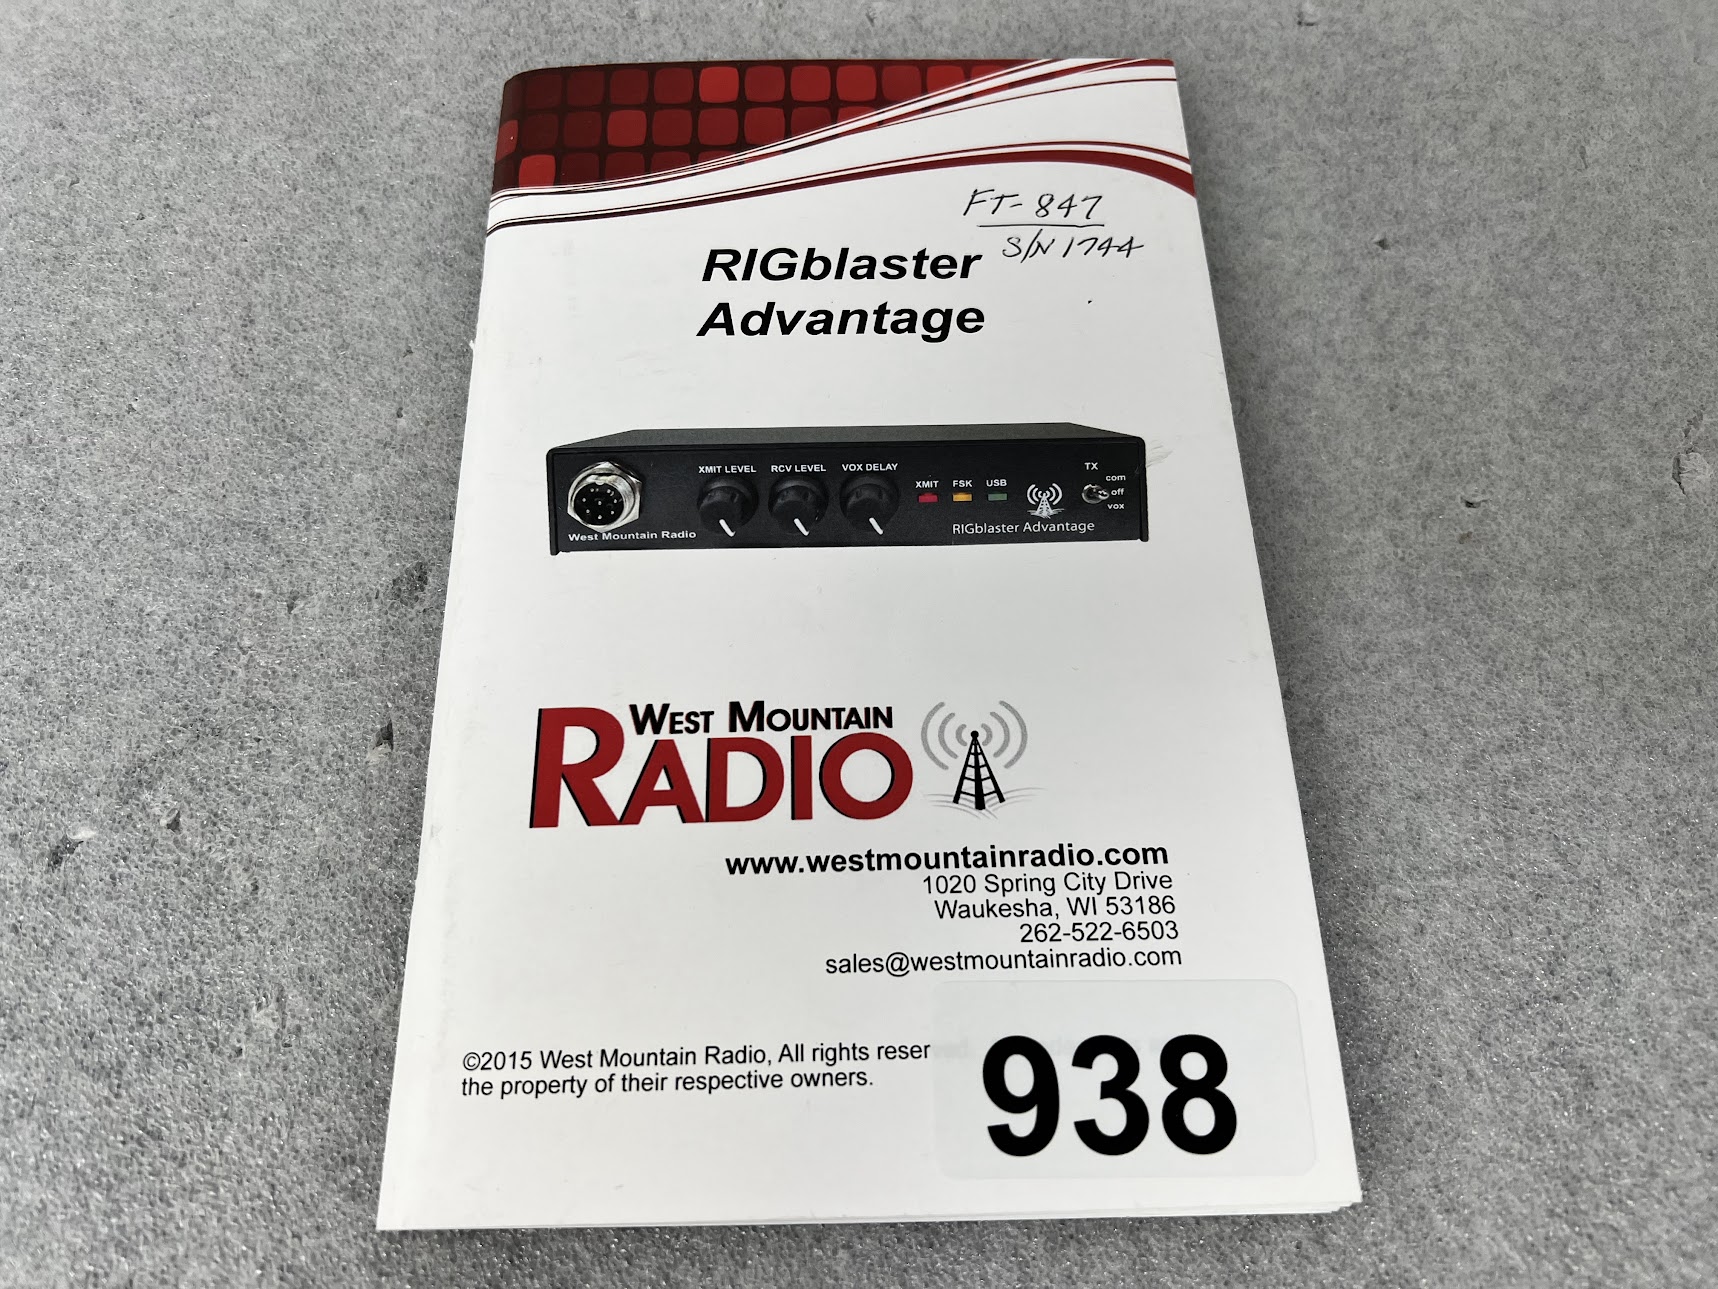 FT-847
S/N 1744
RIGblaster
Advantage
XMIT LEVEL RCV LEVEL VOX DELAY
XMIT FSK USB
TX
com
off
vox
West Mountain Radio
RIGblaster Advantage
WEST MOUNTAIN
RADIO
www.westmountainradio.com
1020 Spring City Drive
Waukesha, WI 53186
262-522-6503
sales@westmountainradio.com
©2015 West Mountain Radio, All rights reser
the property of their respective owners.
938